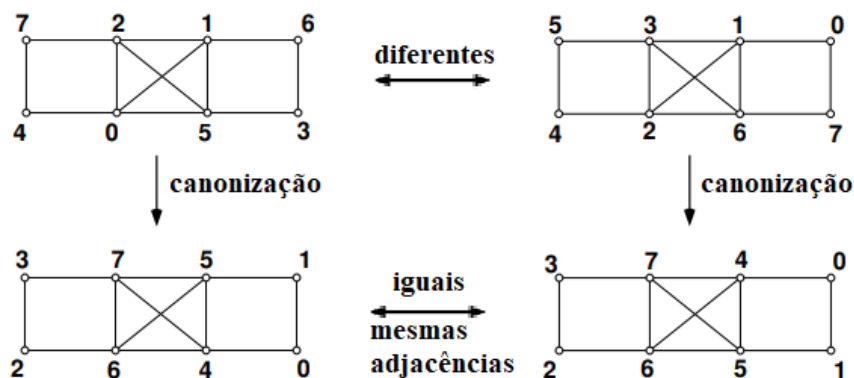 7 2 1 6
4 0 5 3
diferentes
5 3 1 0
4 2 6 7
canonização
canonização
3 7 5 1
2 6 4 0
iguais
mesmas
adjacências
3 7 4 0
2 6 5 1